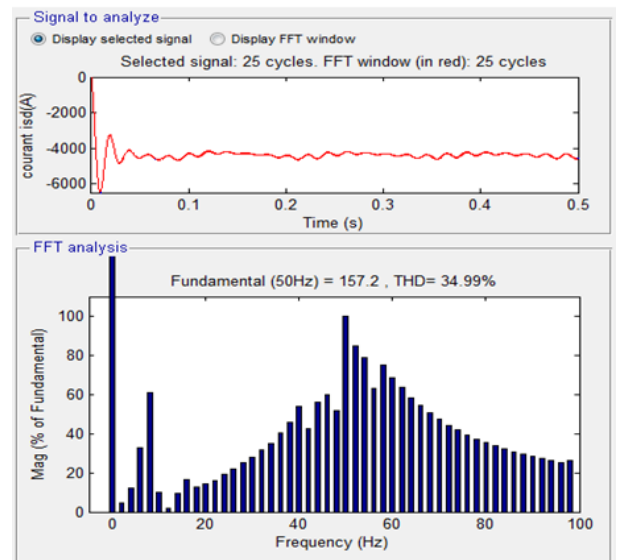 Signal to analyze
Display selected signal Display FFT window
Selected signal: 25 cycles. FFT window (in red): 25 cycles
courant isd(A)
0
-2000
-4000
-6000
0 0.1 0.2 0.3 0.4 0.5
Time (s)
FFT analysis
Fundamental (50Hz) = 157.2 , THD= 34.99%
Mag (% of Fundamental)
100
80
60
40
20
0
0 20 40 60 80 100
Frequency (Hz)